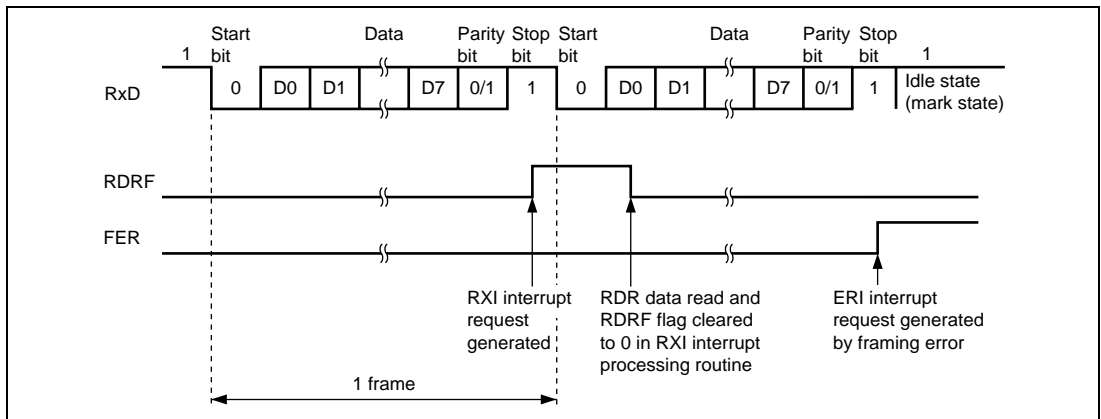 Start
bit
Data
Parity
bit
Stop
bit
Start
bit
Data
Parity
bit
Stop
bit
1
1
RxD
0
D0
D1
D7
0/1
1
0
D0
D1
D7
0/1
1
Idle state
(mark state)
RDRF
FER
RXI interrupt
request
generated
RDR data read and
RDRF flag cleared
to 0 in RXI interrupt
processing routine
ERI interrupt
request generated
by framing error
1 frame